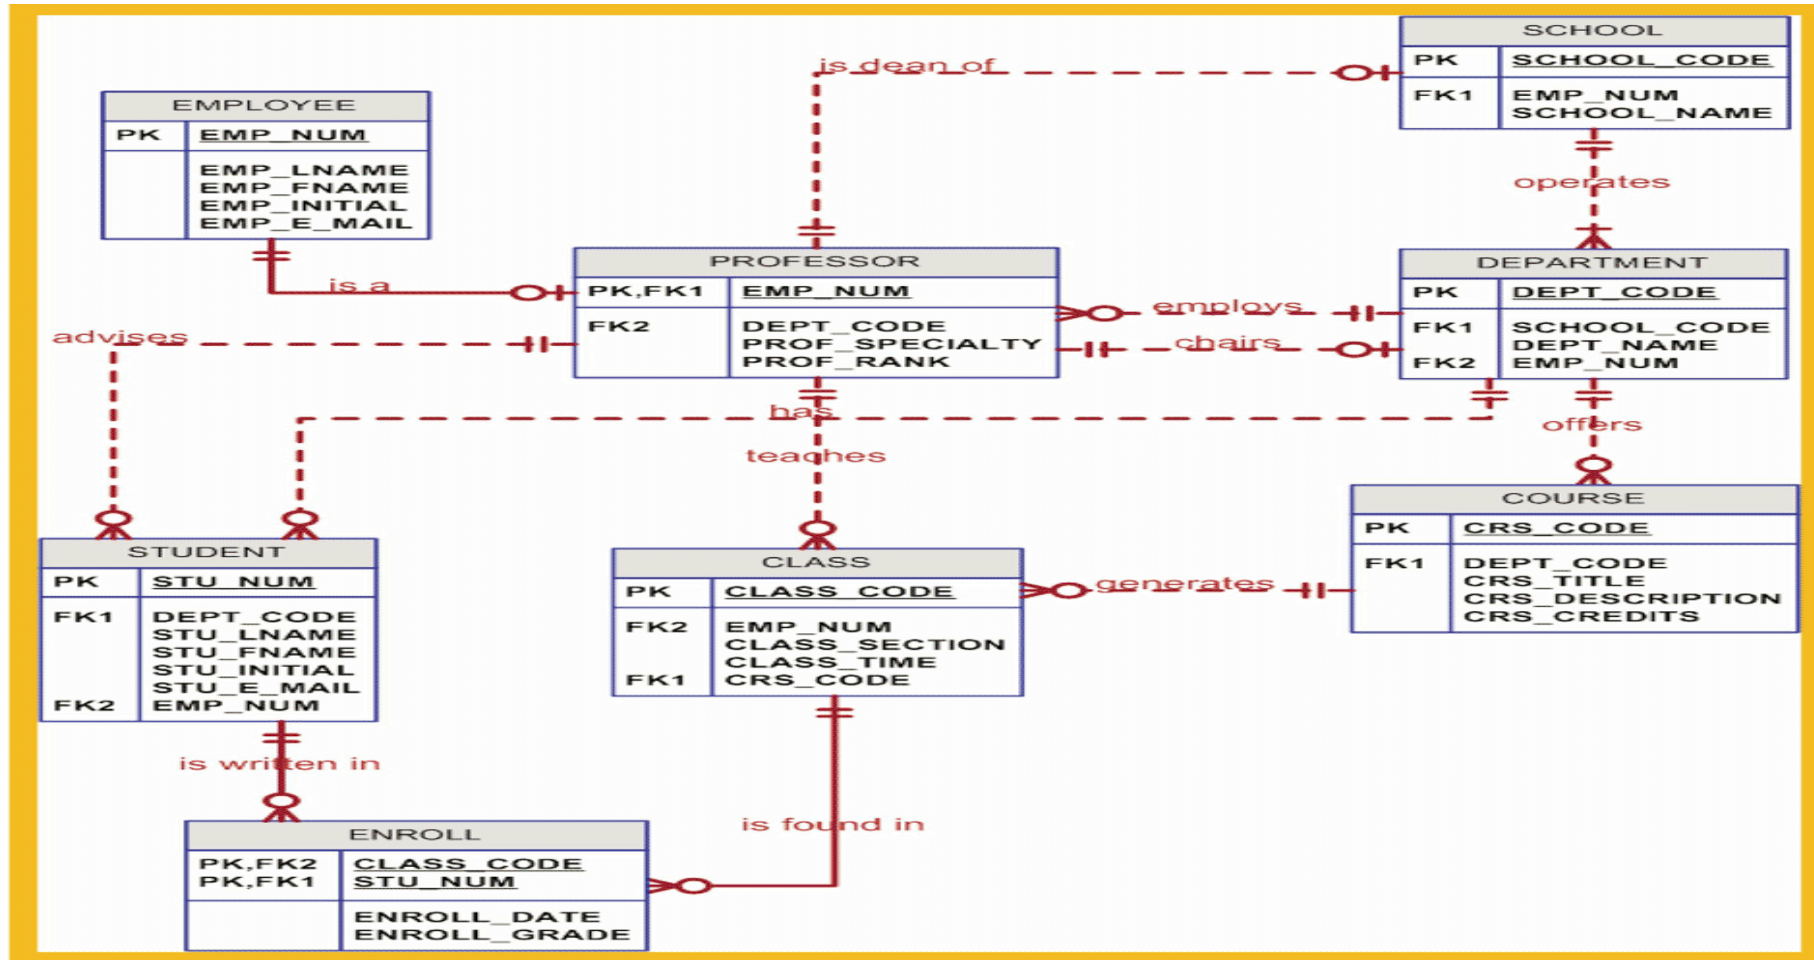 SCHOOL
PK SCHOOL_CODE
FK1 EMP_NUM
SCHOOL_NAME
is dean of
EMPLOYEE
PK EMP_NUM
EMP_LNAME
EMP_FNAME
EMP_INITIAL
EMP_E_MAIL
is a
operates
PROFESSOR
PK,FK1 EMP_NUM
FK2 DEPT_CODE
PROF_SPECIALTY
PROF_RANK
employs
chairs
DEPARTMENT
PK DEPT_CODE
FK1 SCHOOL_CODE
DEPT_NAME
FK2 EMP_NUM
advises
has
teaches
offers
STUDENT
PK STU_NUM
FK1 DEPT_CODE
STU_LNAME
STU_FNAME
STU_INITIAL
STU_E_MAIL
FK2 EMP_NUM
CLASS
PK CLASS_CODE
FK2 EMP_NUM
CLASS_SECTION
CLASS_TIME
FK1 CRS_CODE
generates
COURSE
PK CRS_CODE
FK1 DEPT_CODE
CRS_TITLE
CRS_DESCRIPTION
CRS_CREDITS
is written in
is found in
ENROLL
PK,FK2 CLASS_CODE
PK,FK1 STU_NUM
ENROLL_DATE
ENROLL_GRADE